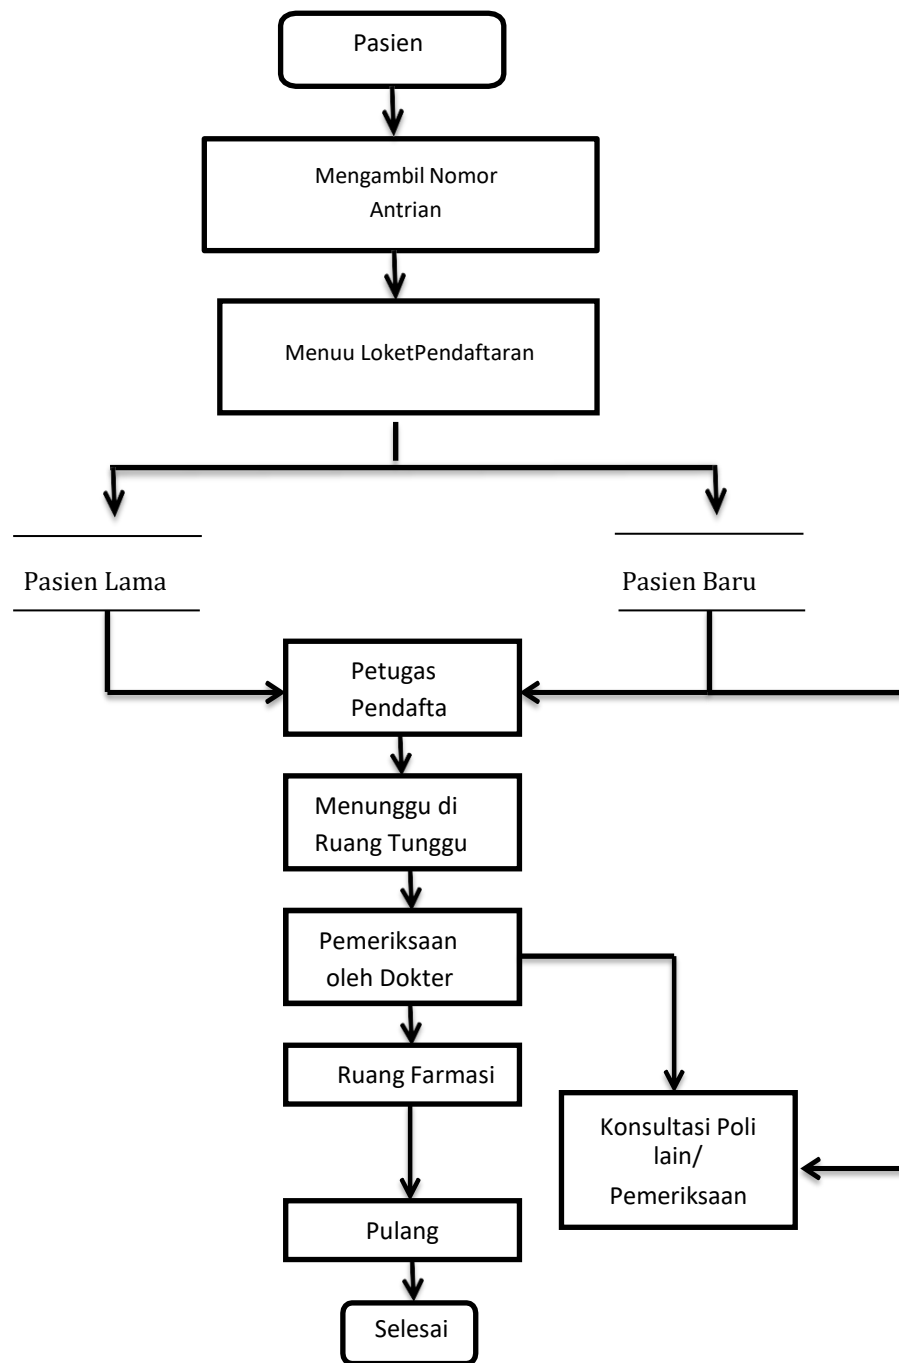 Pasien
Mengambil Nomor
Antrian
Menuu LoketPendaftaran
Pasien Lama
Pasien Baru
Petugas
Pendafta
Menunggu di
Ruang Tunggu
Pemeriksaan
oleh Dokter
Ruang Farmasi
Konsultasi Poli
lain/
Pemeriksaan
Pulang
Selesai